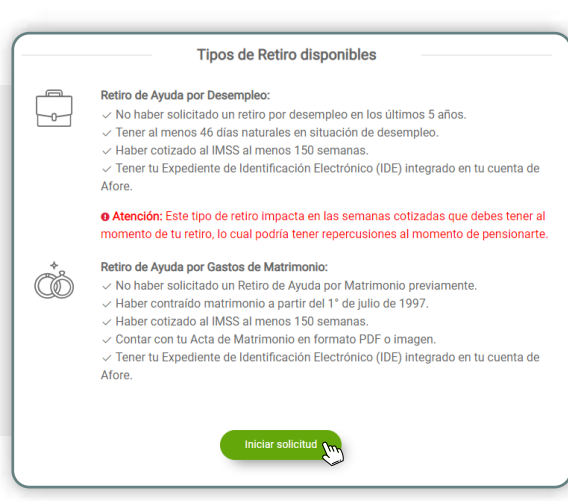 Tipos de Retiro disponibles
Retiro de Ayuda por Desempleo:
✓ No haber solicitado un retiro por desempleo en los últimos 5 años.
✓ Tener al menos 46 días naturales en situación de desempleo.
✓ Haber cotizado al IMSS al menos 150 semanas.
✓ Tener tu Expediente de Identificación Electrónico (IDE) integrado en tu cuenta de
Afore.
Atención: Este tipo de retiro impacta en las semanas cotizadas que debes tener al
momento de tu retiro, lo cual podría tener repercusiones al momento de pensionarte.
Retiro de Ayuda por Gastos de Matrimonio:
✓ No haber solicitado un Retiro de Ayuda por Matrimonio previamente.
✓ Haber contraído matrimonio a partir del 1° de julio de 1997.
✓ Haber cotizado al IMSS al menos 150 semanas.
✓ Contar con tu Acta de Matrimonio en formato PDF o imagen.
✓ Tener tu Expediente de Identificación Electrónico (IDE) integrado en tu cuenta de
Afore.
Iniciar solicitud